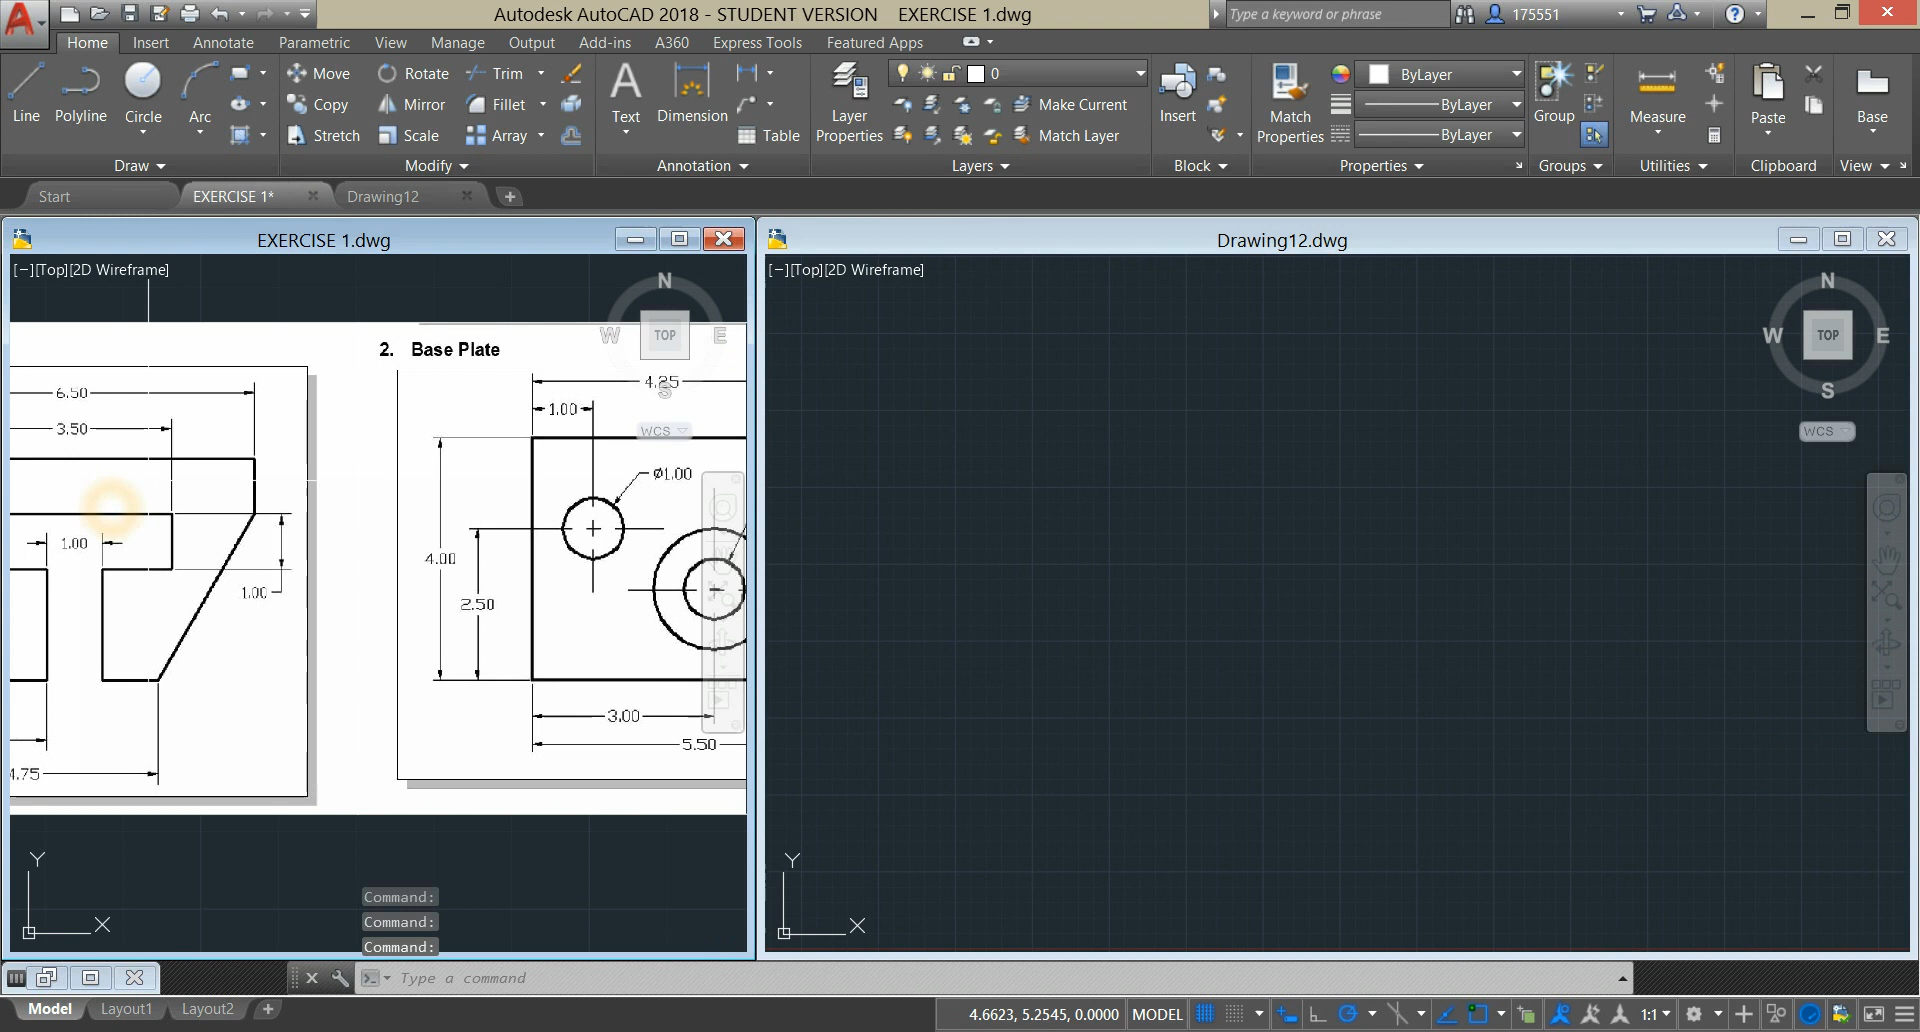 Autodesk AutoCAD 2018 - STUDENT VERSION EXERCISE 1.dwg
Type a keyword or phrase
175551
Home Insert Annotate Parametric View Manage Output Add-ins A360 Express Tools Featured Apps
Line Polyline Circle Arc
Move Rotate Trim
Copy Mirror Fillet
Stretch Scale Array
Text Dimension Table
Layer Properties
0
Make Current
Match Layer
Insert
Match Properties
ByLayer
ByLayer
ByLayer
Group Measure Paste Base
Draw Modify Annotation Layers Block Properties Groups Utilities Clipboard View
Start EXERCISE 1* Drawing12
EXERCISE 1.dwg
[−][Top][2D Wireframe]
N
W TOP E
S
WCS
2. Base Plate
6.50
3.50
1.00
1.00
4.75
4.25
1.00
Ø1.00
4.00
2.50
3.00
5.50
Y
X
Command:
Command:
Command:
Drawing12.dwg
[−][Top][2D Wireframe]
N
W TOP E
S
WCS
Y
X
Type a command
Model Layout1 Layout2
4.6623, 5.2545, 0.0000 MODEL 1:1